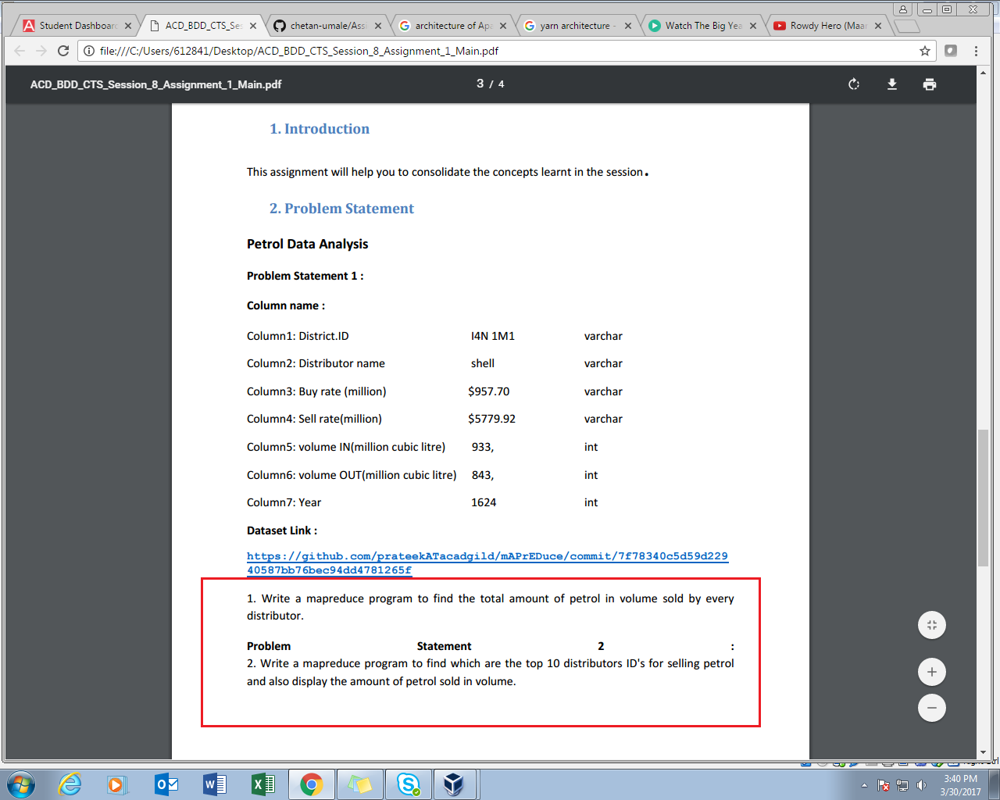 Student Dashboard
ACD_BDD_CTS_Ses
chetan-umale/Assi
architecture of Apa
yarn architecture -
Watch The Big Yea
Rowdy Hero (Maar
file:///C:/Users/612841/Desktop/ACD_BDD_CTS_Session_8_Assignment_1_Main.pdf
ACD_BDD_CTS_Session_8_Assignment_1_Main.pdf
3 / 4
1. Introduction
This assignment will help you to consolidate the concepts learnt in the session.
2. Problem Statement
Petrol Data Analysis
Problem Statement 1 :
Column name :
Column1: District.ID I4N 1M1 varchar
Column2: Distributor name shell varchar
Column3: Buy rate (million) $957.70 varchar
Column4: Sell rate(million) $5779.92 varchar
Column5: volume IN(million cubic litre) 933, int
Column6: volume OUT(million cubic litre) 843, int
Column7: Year 1624 int
Dataset Link :
https://github.com/prateekATacadgild/mAPrEDuce/commit/7f78340c5d59d229
40587bb76bec94dd4781265f
1. Write a mapreduce program to find the total amount of petrol in volume sold by every
distributor.
Problem Statement 2 :
2. Write a mapreduce program to find which are the top 10 distributors ID's for selling petrol
and also display the amount of petrol sold in volume.
3:40 PM
3/30/2017